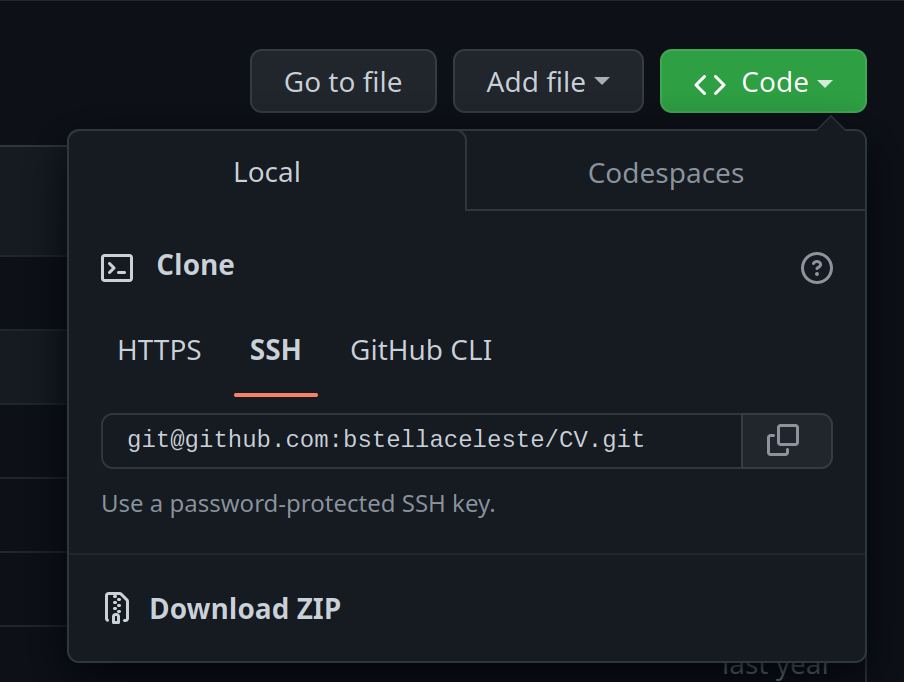 Go to file Add file Code
Local Codespaces
Clone
HTTPS SSH GitHub CLI
git@github.com:bstellaceleste/CV.git
Use a password-protected SSH key.
Download ZIP
last year